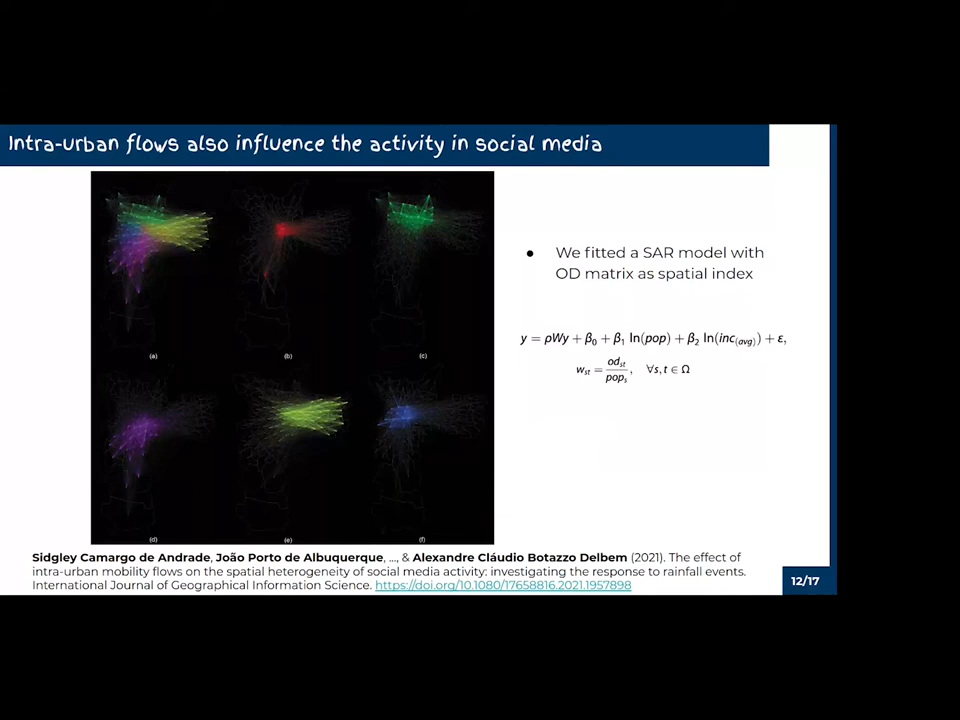 Intra-urban flows also influence the activity in social media
(a)
(b)
(c)
(d)
(e)
(f)
● We fitted a SAR model with
OD matrix as spatial index
y = ρWy + β₀ + β₁ ln(pop) + β₂ ln(inc₍avg₎) + ε,
wₛₜ = odₛₜ / popₛ, ∀s, t ∈ Ω
Sidgley Camargo de Andrade, João Porto de Albuquerque, ..., & Alexandre Cláudio Botazzo Delbem (2021). The effect of
intra-urban mobility flows on the spatial heterogeneity of social media activity: investigating the response to rainfall events.
International Journal of Geographical Information Science. https://doi.org/10.1080/17658816.2021.1957898
12/17